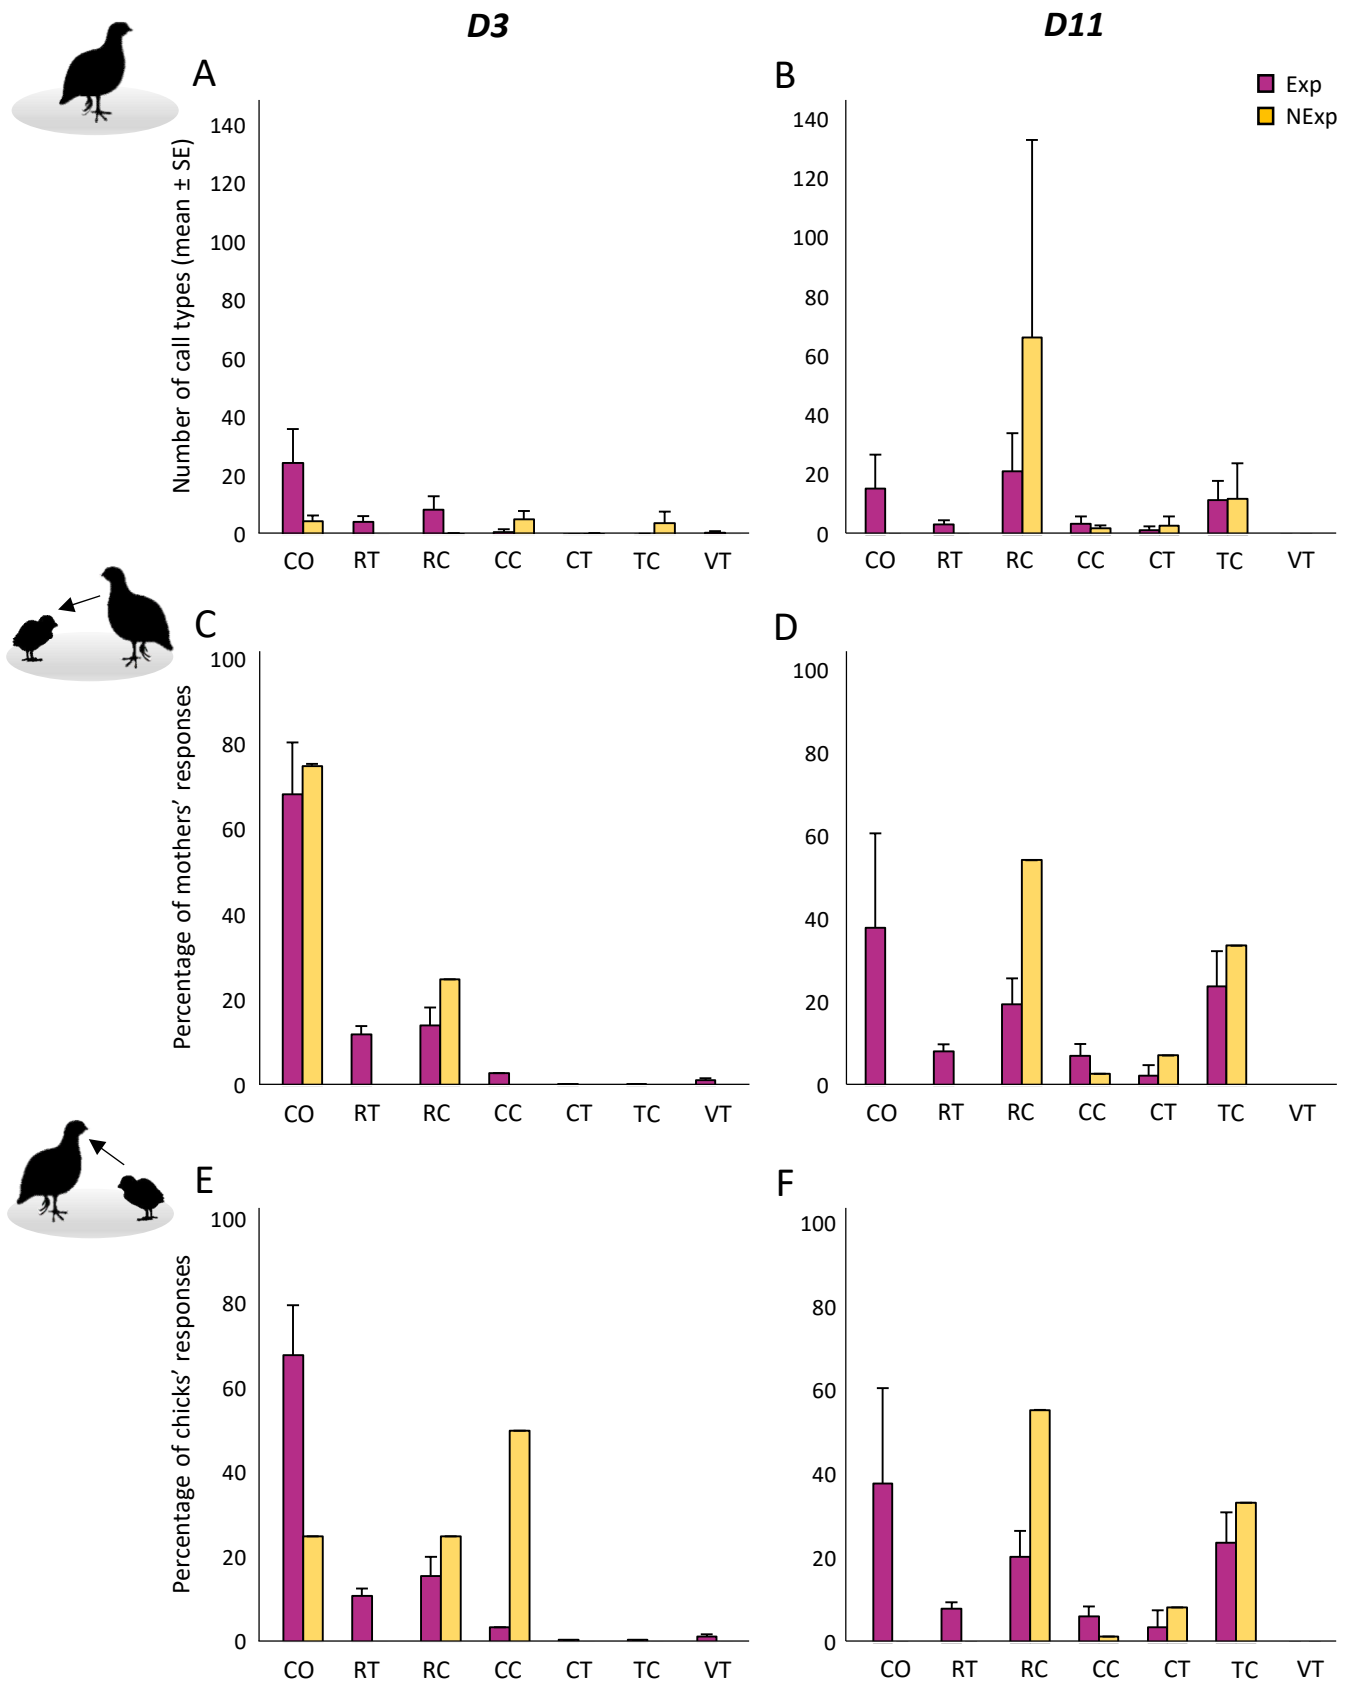 D3
D11
A
B
Exp
NExp
Number of call types (mean ± SE)
140
120
100
80
60
40
20
0
CO RT RC CC CT TC VT
140
120
100
80
60
40
20
0
CO RT RC CC CT TC VT
C
D
Percentage of mothers’ responses
100
80
60
40
20
0
CO RT RC CC CT TC VT
100
80
60
40
20
0
CO RT RC CC CT TC VT
E
F
Percentage of chicks’ responses
100
80
60
40
20
0
CO RT RC CC CT TC VT
100
80
60
40
20
0
CO RT RC CC CT TC VT